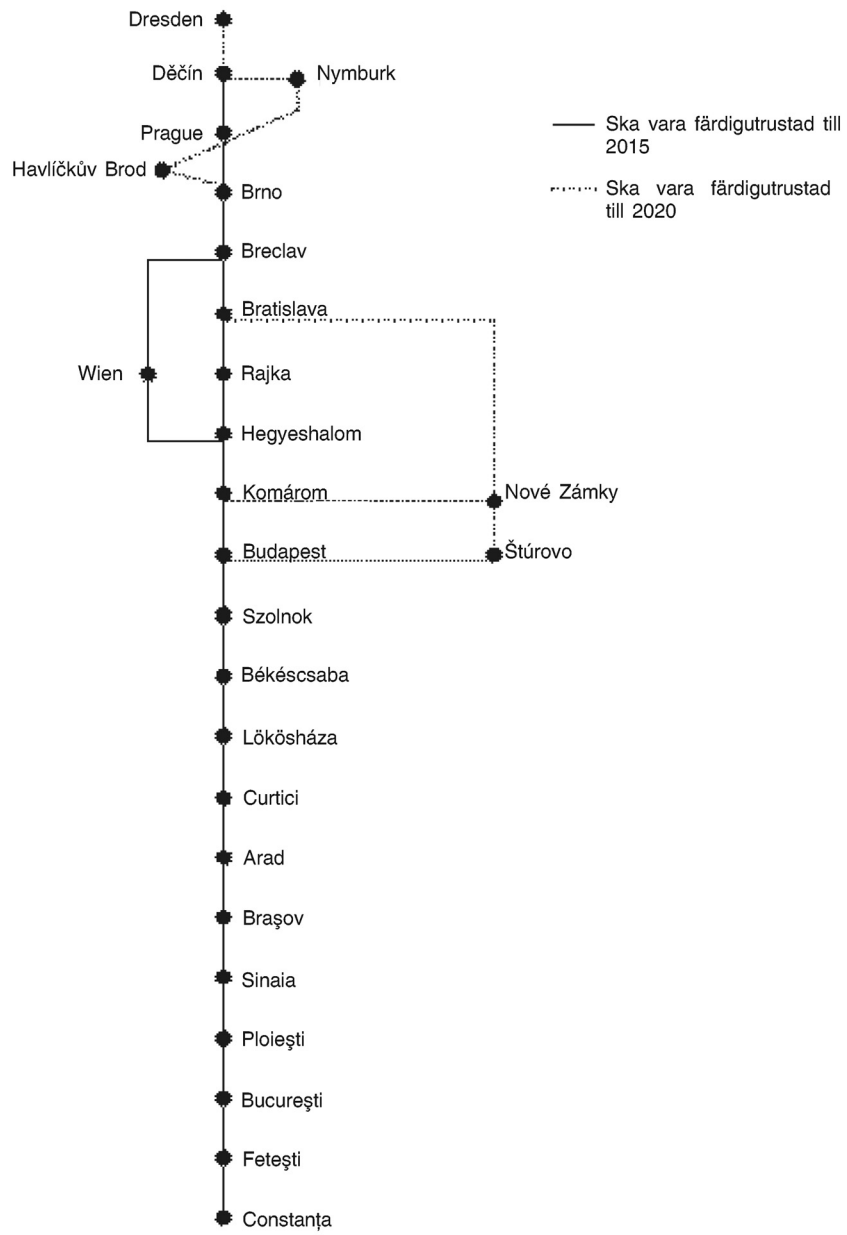 Dresden
Děčín
Nymburk
Prague
Ska vara färdigutrustad till
2015
Havlíčkův Brod
Brno
Ska vara färdigutrustad
till 2020
Breclav
Bratislava
Wien
Rajka
Hegyeshalom
Komárom
Nové Zámky
Budapest
Štúrovo
Szolnok
Békéscsaba
Lökösháza
Curtici
Arad
Braşov
Sinaia
Ploieşti
Bucureşti
Feteşti
Constanţa